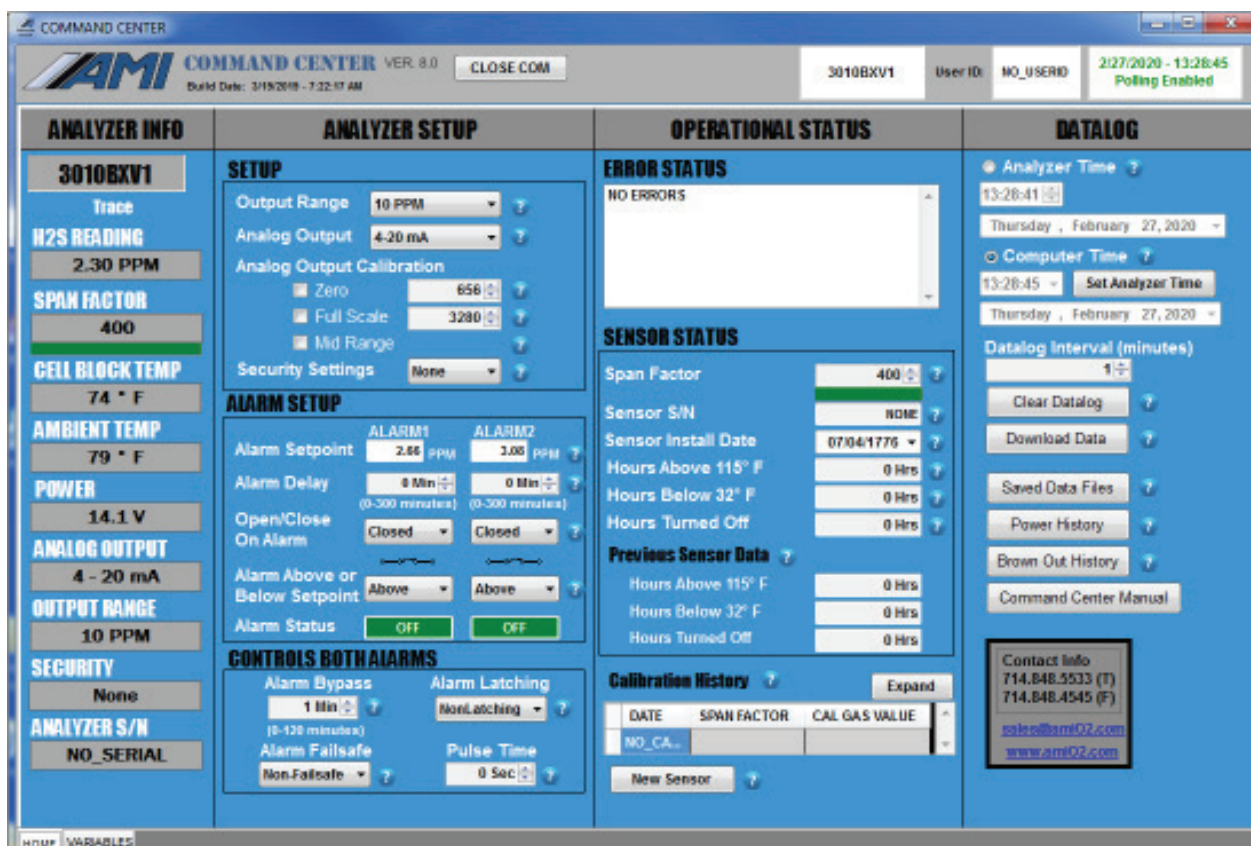 COMMAND CENTER
AMI COMMAND CENTER VER. 8.0 CLOSE COM 3010BXV1 User ID: NO_USERID 2/27/2020 - 13:28:45
Build Date: 3/19/2019 - 7:22:17 AM Polling Enabled
ANALYZER INFO
3010BXV1
Trace
H2S READING
2.30 PPM
SPAN FACTOR
400
CELL BLOCK TEMP
74 ° F
AMBIENT TEMP
79 ° F
POWER
14.1 V
ANALOG OUTPUT
4 - 20 mA
OUTPUT RANGE
10 PPM
SECURITY
None
ANALYZER S/N
NO_SERIAL
ANALYZER SETUP
SETUP
Output Range 10 PPM ?
Analog Output 4-20 mA ?
Analog Output Calibration
Zero 656 ?
Full Scale 3280 ?
Mid Range ?
Security Settings None ?
ALARM SETUP
ALARM1 ALARM2
Alarm Setpoint 2.66 PPM 3.08 PPM ?
Alarm Delay 0 Min 0 Min ?
(0-300 minutes) (0-300 minutes)
Open/Close
On Alarm Closed Closed ?
Alarm Above or
Below Setpoint Above Above ?
Alarm Status OFF OFF
CONTROLS BOTH ALARMS
Alarm Bypass Alarm Latching
1 Min ? NonLatching ?
(0-120 minutes)
Alarm Failsafe Pulse Time
Non-Failsafe ? 0 Sec ?
OPERATIONAL STATUS
ERROR STATUS
NO ERRORS
SENSOR STATUS
Span Factor 400 ?
Sensor S/N NONE ?
Sensor Install Date 07/04/1776 ?
Hours Above 115° F 0 Hrs ?
Hours Below 32° F 0 Hrs ?
Hours Turned Off 0 Hrs ?
Previous Sensor Data ?
Hours Above 115° F 0 Hrs
Hours Below 32° F 0 Hrs
Hours Turned Off 0 Hrs
Calibration History ? Expand
DATE SPAN FACTOR CAL GAS VALUE
NO_CA...
New Sensor ?
DATALOG
Analyzer Time ?
13:28:41
Thursday , February 27, 2020
Computer Time ?
13:28:45 Set Analyzer Time
Thursday , February 27, 2020
Datalog Interval (minutes)
1
Clear Datalog ?
Download Data ?
Saved Data Files ?
Power History ?
Brown Out History ?
Command Center Manual
Contact Info
714.848.5533 (T)
714.848.4545 (F)
sales@amiO2.com
www.amiO2.com
HOME VARIABLES